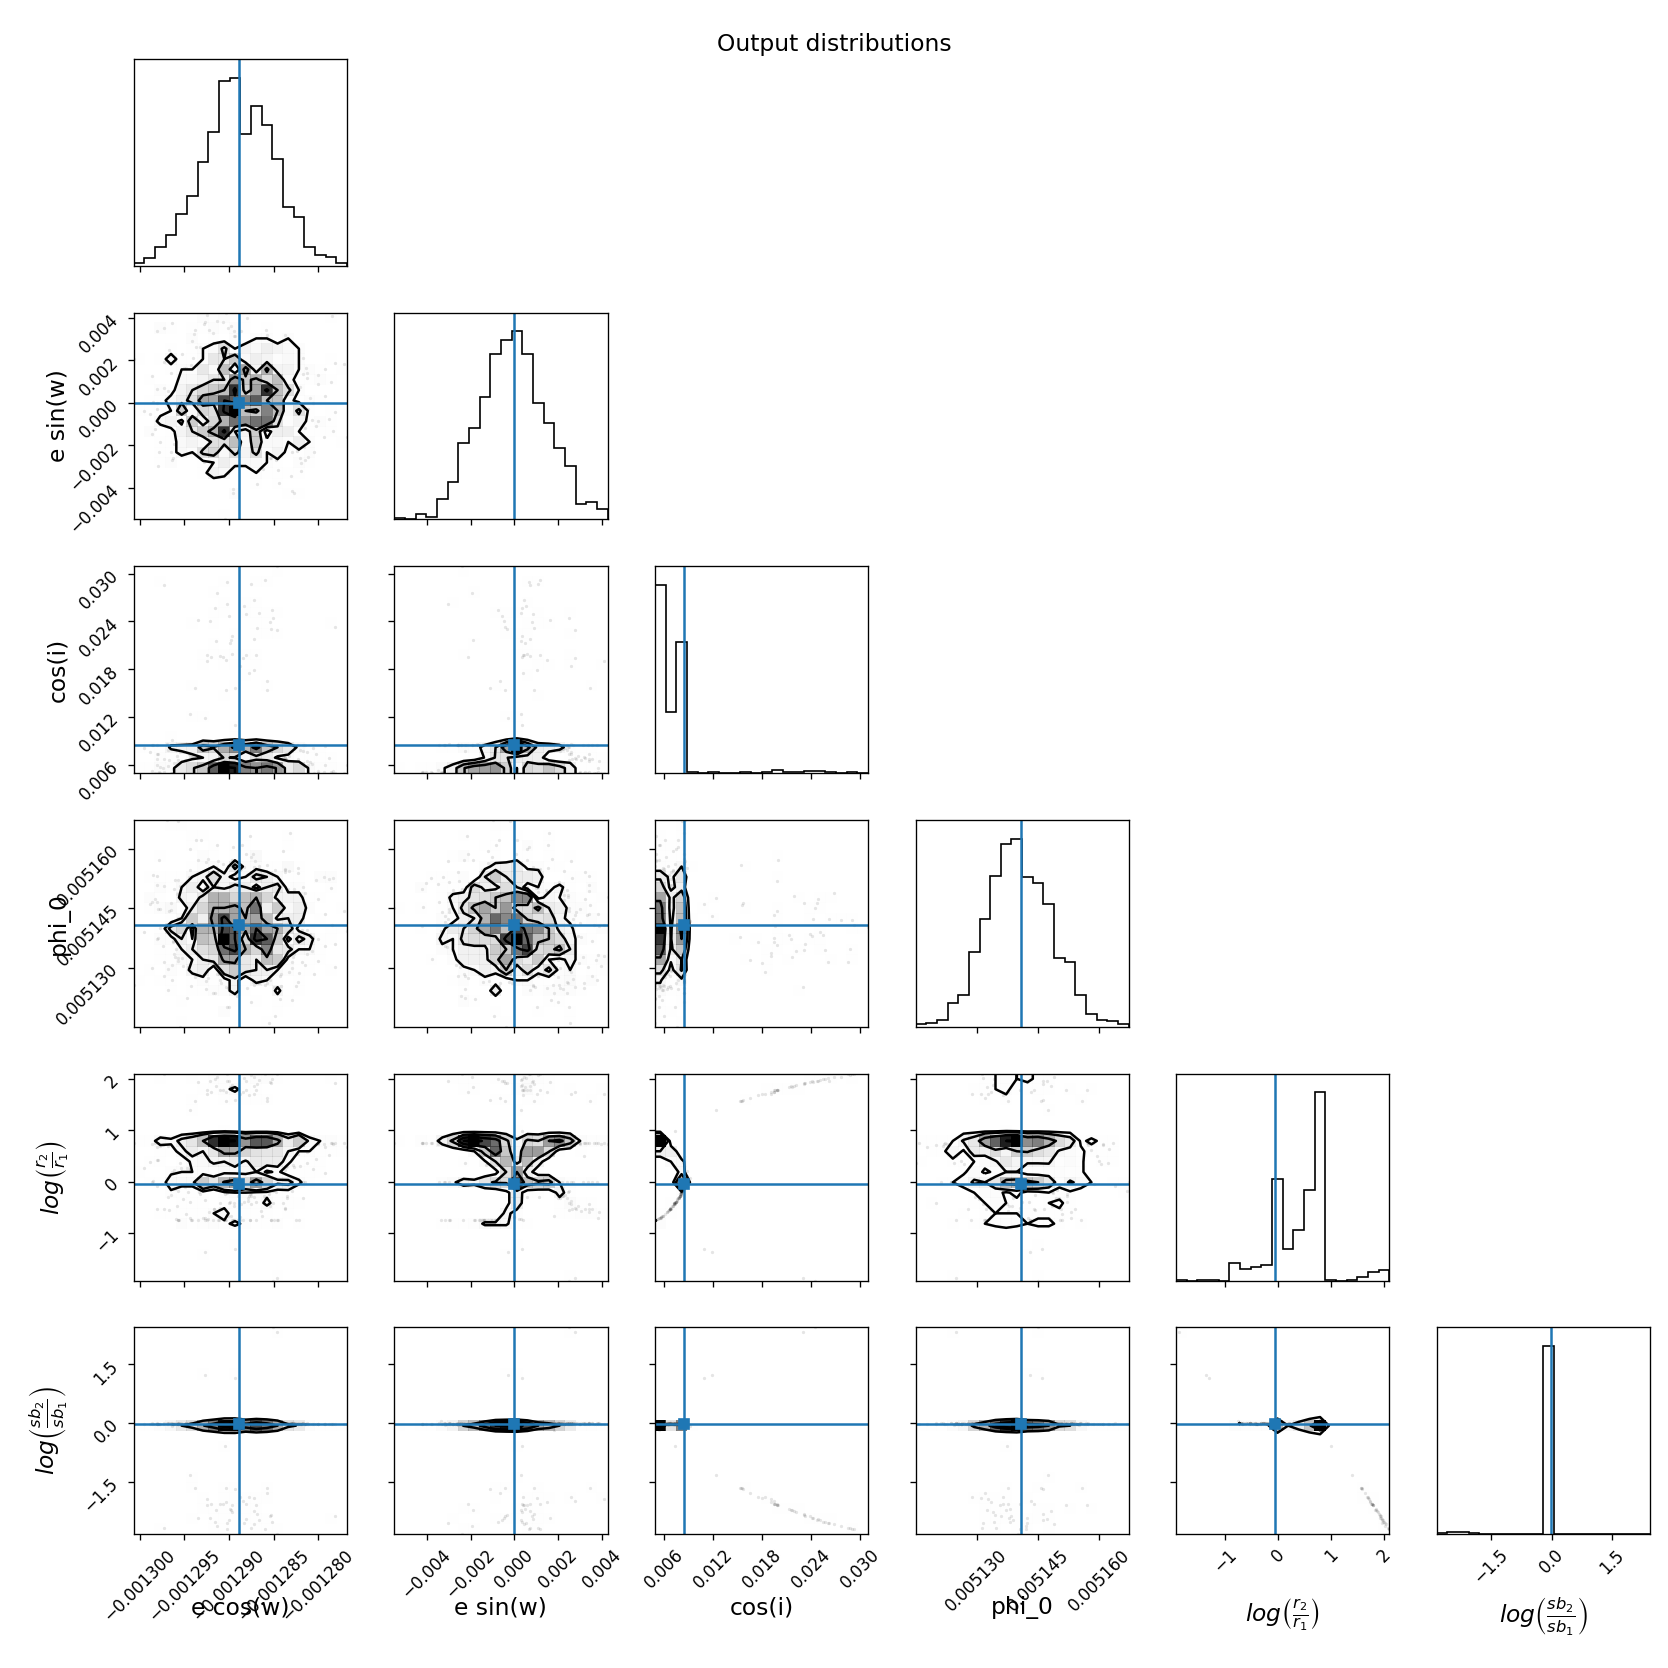 Output distributions
0.004
0.002
0.000
−0.002
−0.004
e sin(w)
0.030
0.024
0.018
0.012
0.006
cos(i)
0.005160
0.005145
0.005130
phi_0
2
1
0
−1
log(r2/r1)
1.5
0.0
−1.5
log(sb2/sb1)
−0.001300 −0.001295 −0.001290 −0.001285 −0.001280
e cos(w)
−0.004 −0.002 0.000 0.002 0.004
e sin(w)
0.006 0.012 0.018 0.024 0.030
cos(i)
0.005130 0.005145 0.005160
phi_0
−1 0 1 2
log(r2/r1)
−1.5 0.0 1.5
log(sb2/sb1)